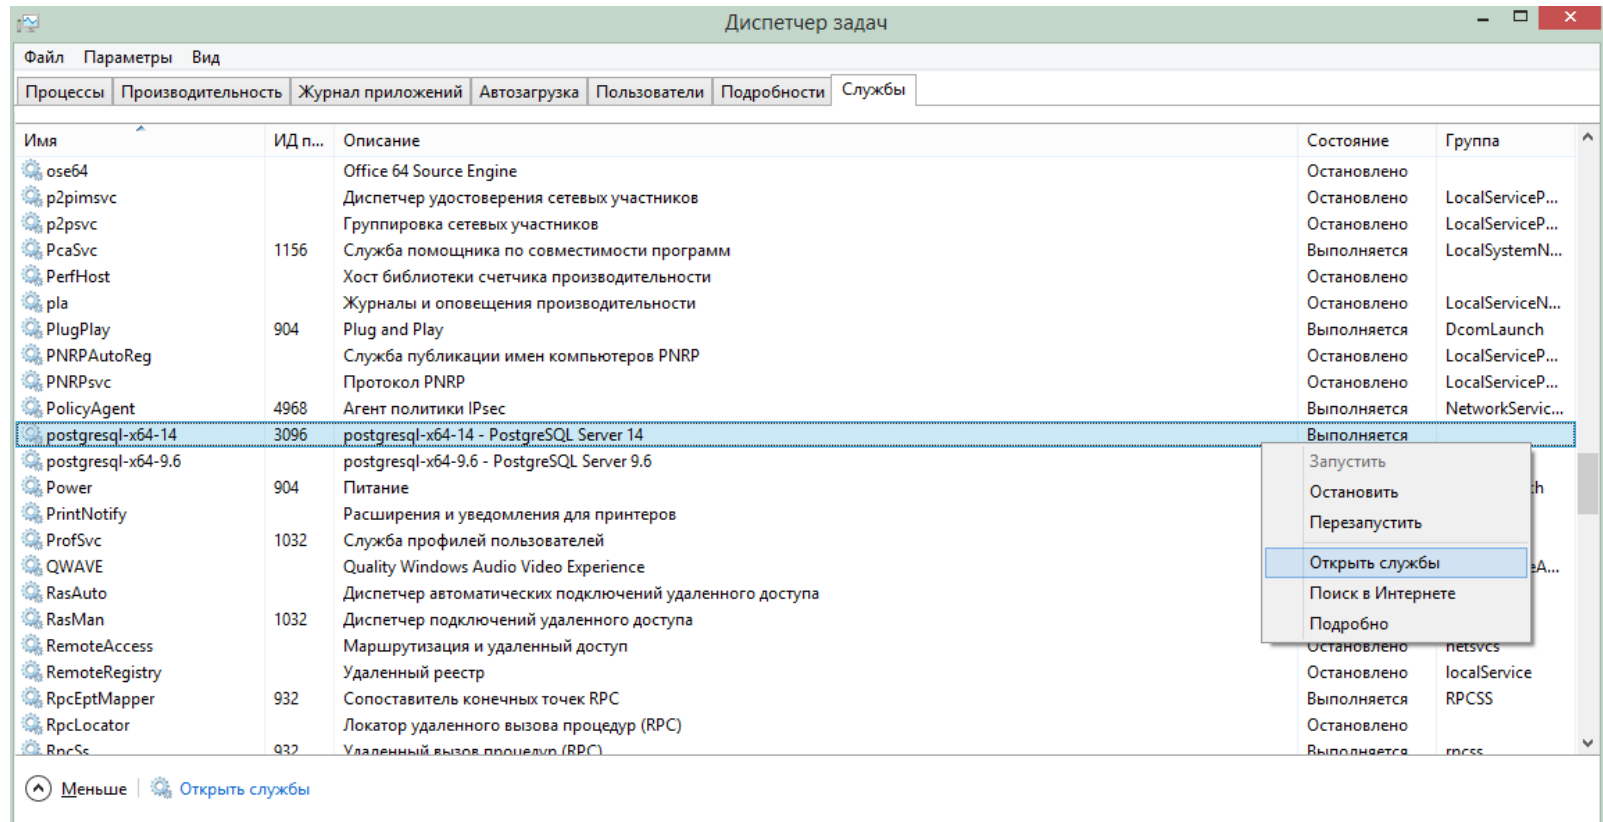 Диспетчер задач
Файл Параметры Вид
Процессы Производительность Журнал приложений Автозагрузка Пользователи Подробности Службы
Имя ИД п... Описание Состояние Группа
ose64 Office 64 Source Engine Остановлено
p2pimsvc Диспетчер удостоверения сетевых участников Остановлено LocalServiceP...
p2psvc Группировка сетевых участников Остановлено LocalServiceP...
PcaSvc 1156 Служба помощника по совместимости программ Выполняется LocalSystemN...
PerfHost Хост библиотеки счетчика производительности Остановлено
pla Журналы и оповещения производительности Остановлено LocalServiceN...
PlugPlay 904 Plug and Play Выполняется DcomLaunch
PNRPAutoReg Служба публикации имен компьютеров PNRP Остановлено LocalServiceP...
PNRPsvc Протокол PNRP Остановлено LocalServiceP...
PolicyAgent 4968 Агент политики IPsec Выполняется NetworkServic...
postgresql-x64-14 3096 postgresql-x64-14 - PostgreSQL Server 14 Выполняется
postgresql-x64-9.6 postgresql-x64-9.6 - PostgreSQL Server 9.6
Запустить
Power 904 Питание
Остановить
PrintNotify Расширения и уведомления для принтеров
Перезапустить
ProfSvc 1032 Служба профилей пользователей
QWAVE Quality Windows Audio Video Experience
Открыть службы
RasAuto Диспетчер автоматических подключений удаленного доступа
Поиск в Интернете
RasMan 1032 Диспетчер подключений удаленного доступа
Подробно
RemoteAccess Маршрутизация и удаленный доступ Остановлено netsvcs
RemoteRegistry Удаленный реестр Остановлено localService
RpcEptMapper 932 Сопоставитель конечных точек RPC Выполняется RPCSS
RpcLocator Локатор удаленного вызова процедур (RPC) Остановлено
RpcSs 932 Удаленный вызов процедур (RPC) Выполняется rpcss
Меньше Открыть службы